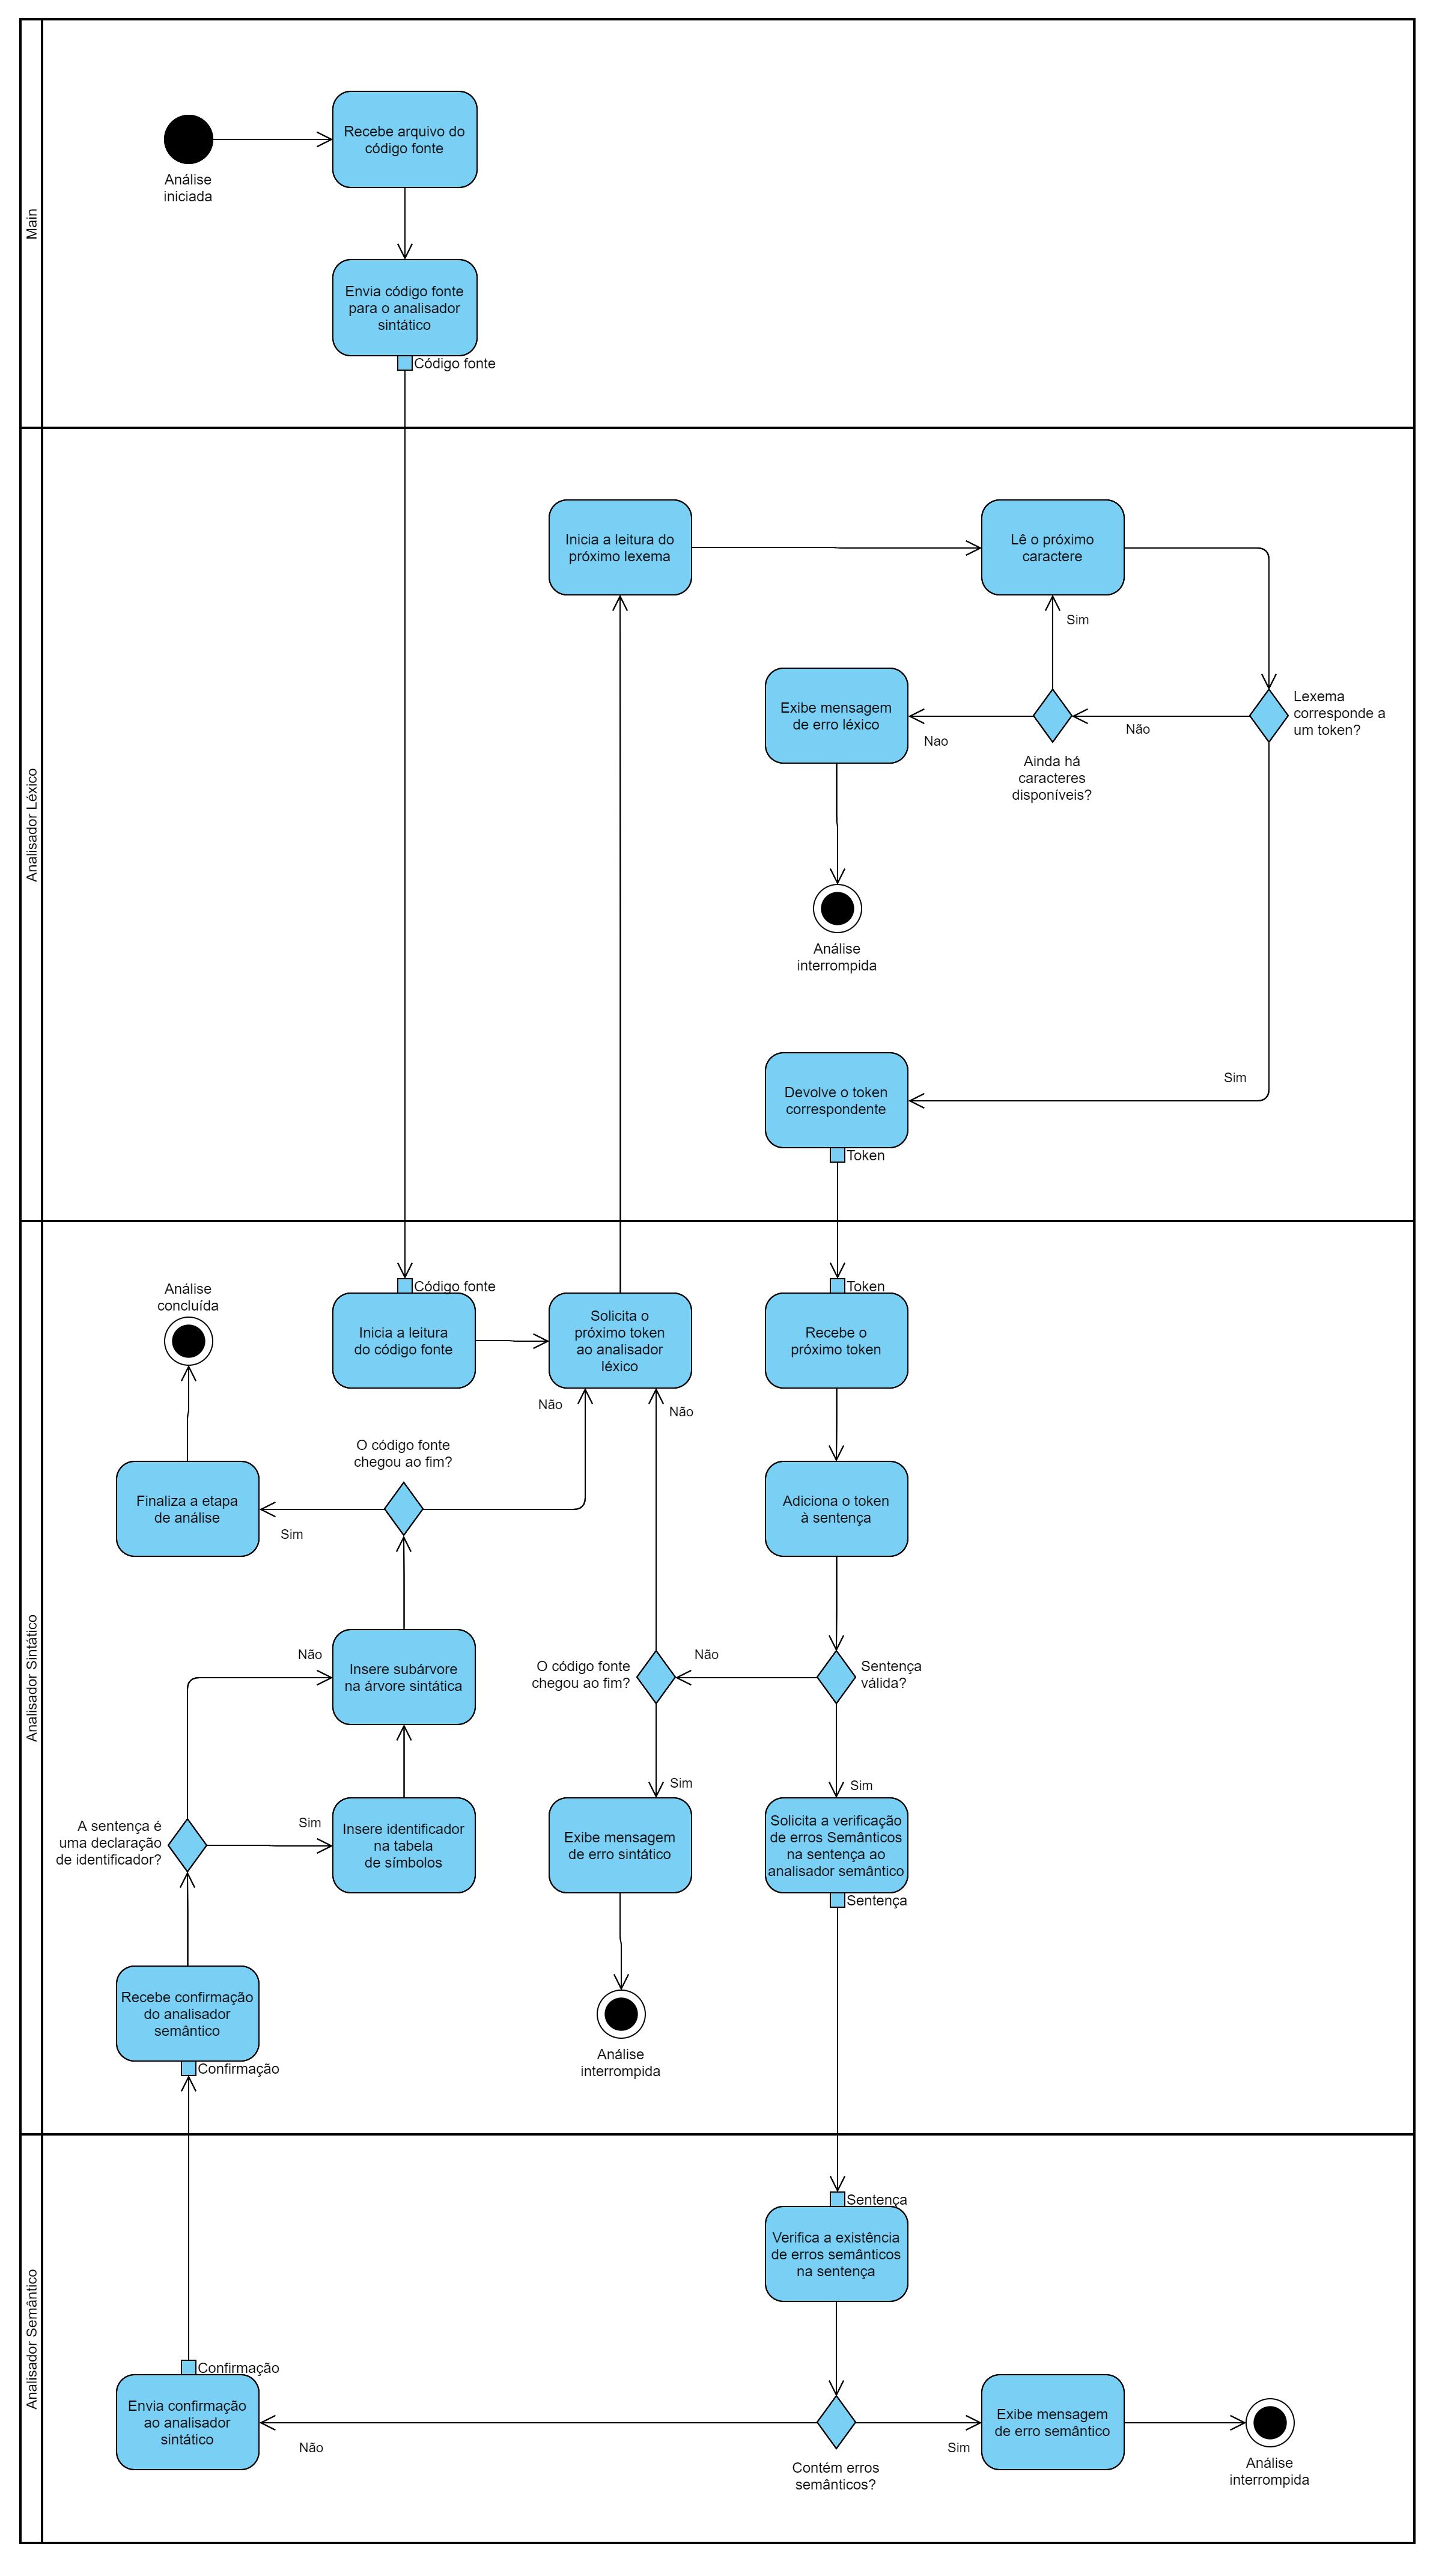 Main
Análise
iniciada
Recebe arquivo do
código fonte
Envia código fonte
para o analisador
sintático
Código fonte
Analisador Léxico
Inicia a leitura do
próximo lexema
Lê o próximo
caractere
Sim
Lexema
corresponde a
um token?
Não
Ainda há
caracteres
disponíveis?
Nao
Exibe mensagem
de erro léxico
Análise
interrompida
Sim
Devolve o token
correspondente
Token
Analisador Sintático
Análise
concluída
Código fonte
Inicia a leitura
do código fonte
Solicita o
próximo token
ao analisador
léxico
Token
Recebe o
próximo token
Não
Não
O código fonte
chegou ao fim?
Finaliza a etapa
de análise
Sim
Adiciona o token
à sentença
Não
Insere subárvore
na árvore sintática
O código fonte
chegou ao fim?
Não
Sentença
válida?
A sentença é
uma declaração
de identificador?
Sim
Insere identificador
na tabela
de símbolos
Sim
Exibe mensagem
de erro sintático
Sim
Solicita a verificação
de erros Semânticos
na sentença ao
analisador semântico
Sentença
Recebe confirmação
do analisador
semântico
Confirmação
Análise
interrompida
Analisador Semântico
Sentença
Verifica a existência
de erros semânticos
na sentença
Confirmação
Envia confirmação
ao analisador
sintático
Não
Contém erros
semânticos?
Sim
Exibe mensagem
de erro semântico
Análise
interrompida